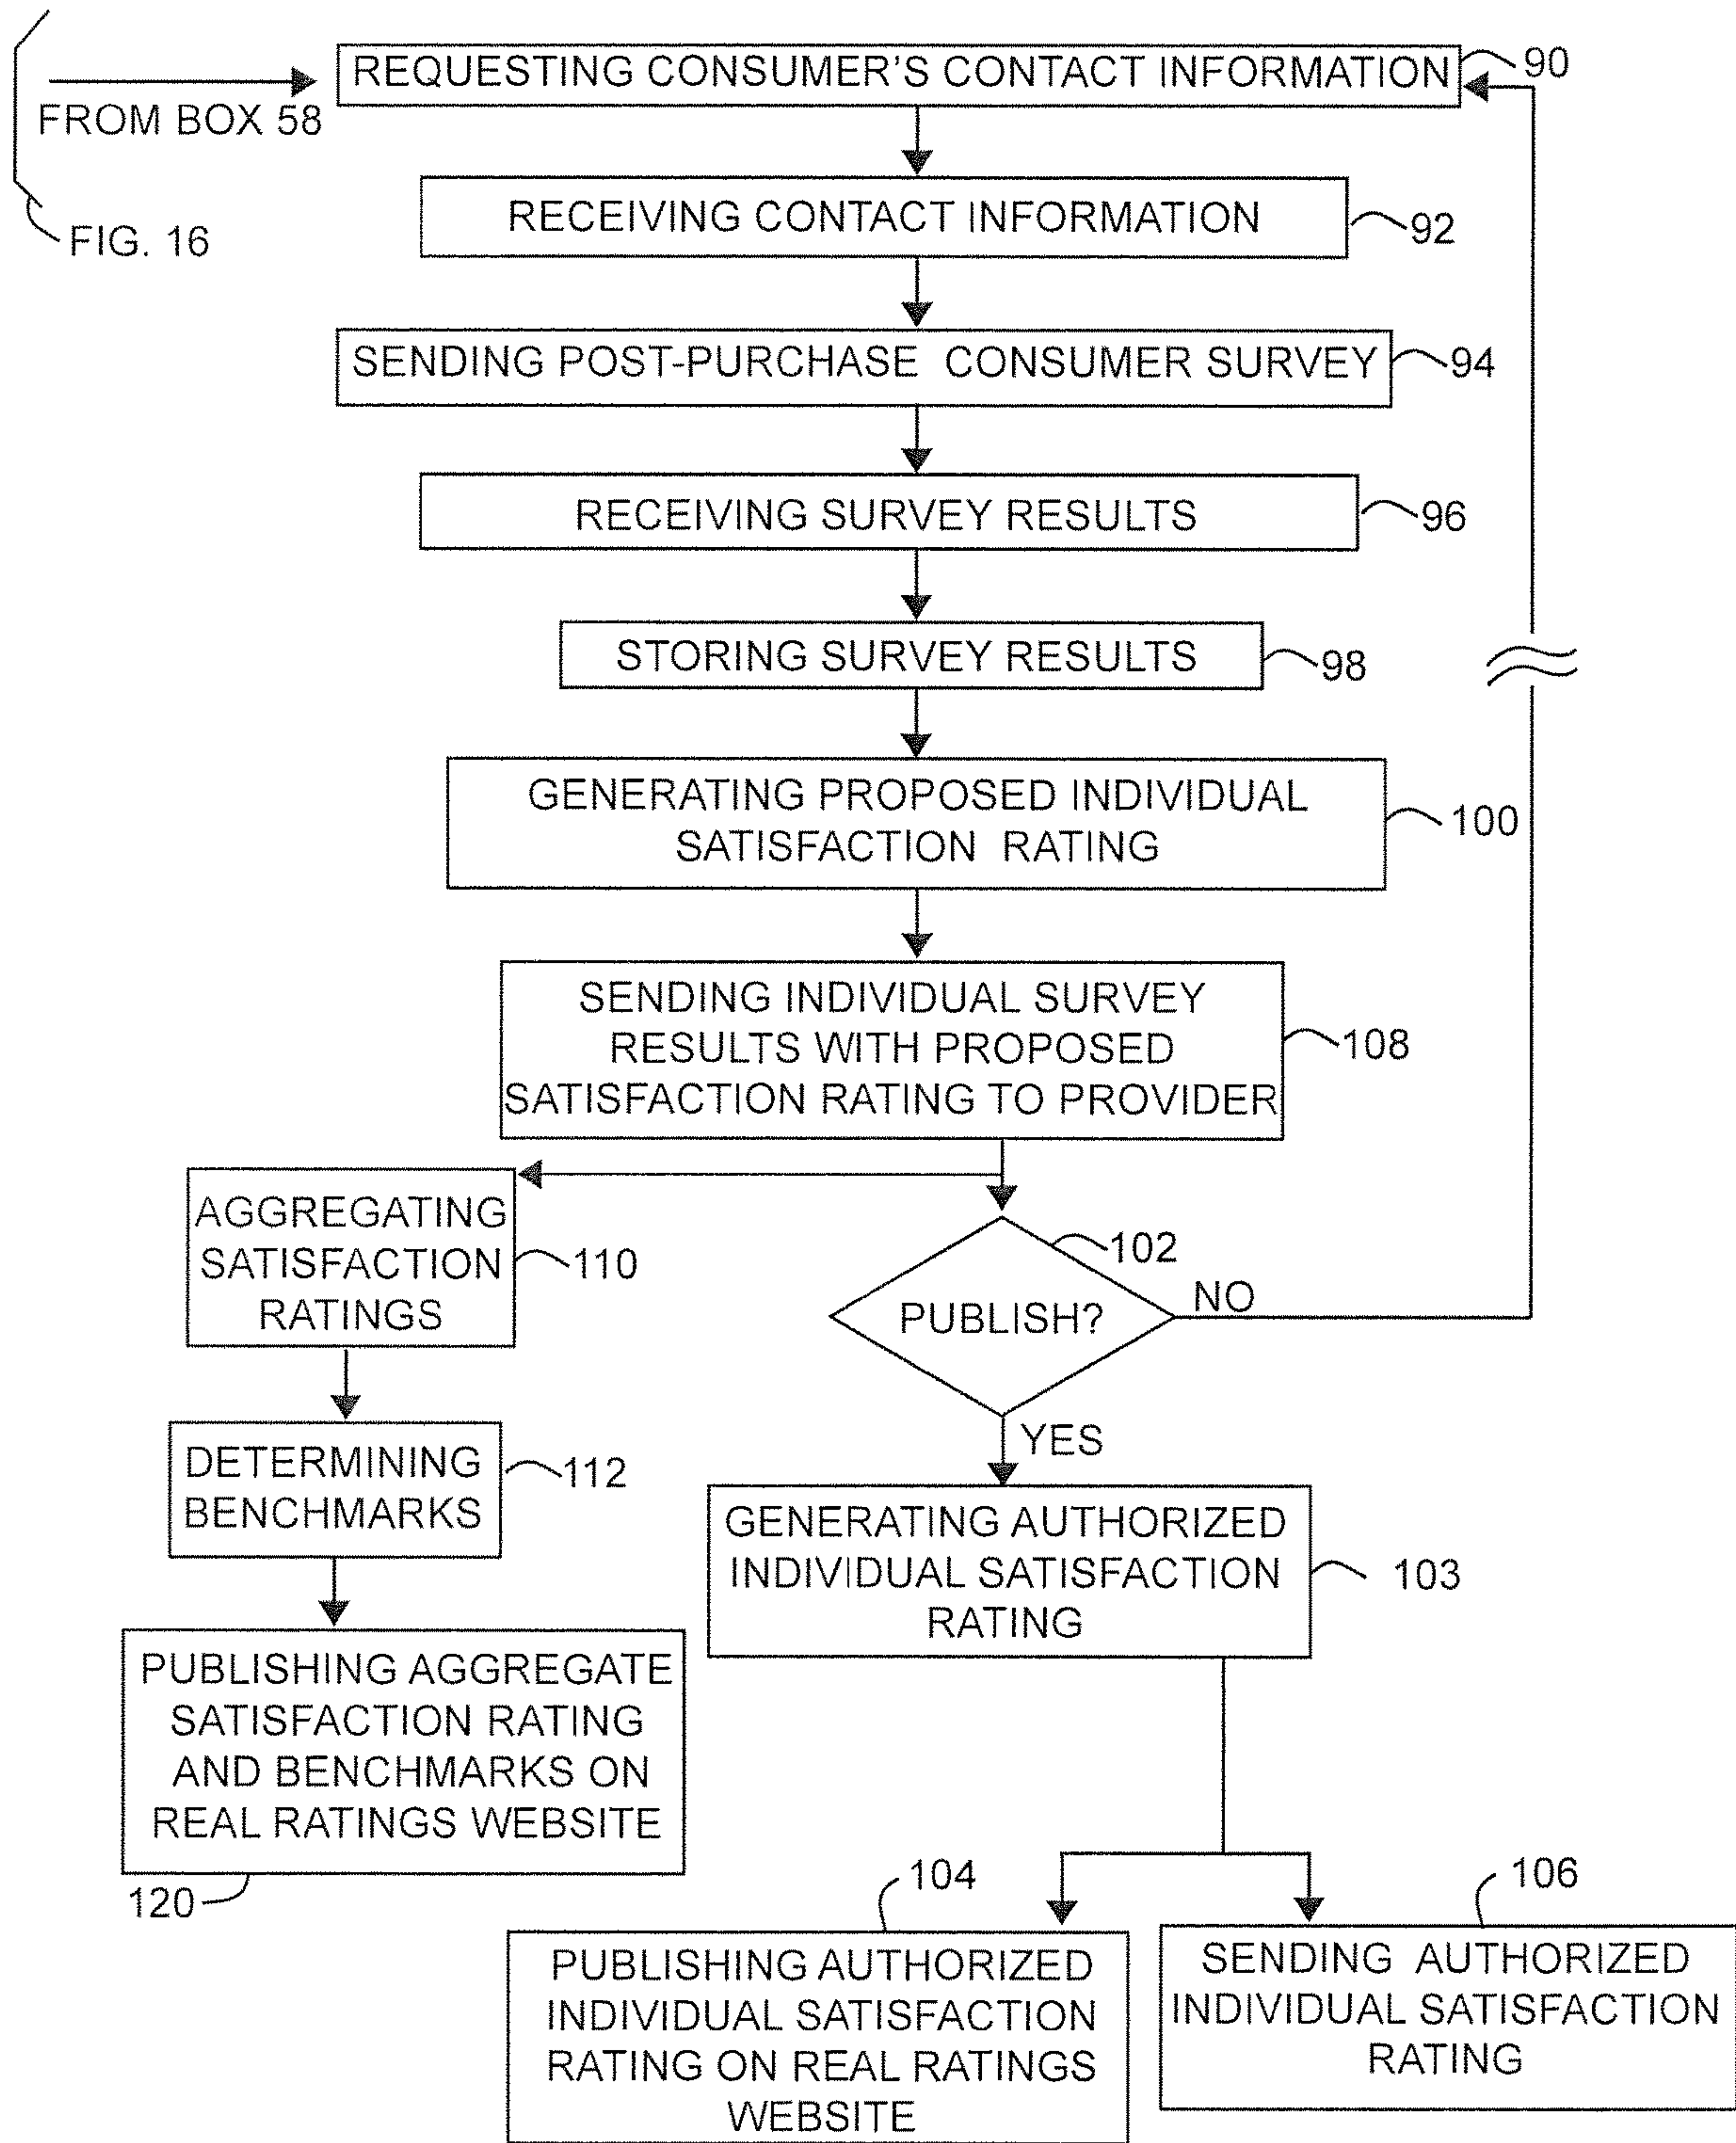 REQUESTING CONSUMER'S CONTACT INFORMATION
90
FROM BOX 58
FIG. 16
RECEIVING CONTACT INFORMATION
92
SENDING POST-PURCHASE CONSUMER SURVEY
94
RECEIVING SURVEY RESULTS
96
STORING SURVEY RESULTS
98
GENERATING PROPOSED INDIVIDUAL
SATISFACTION RATING
100
SENDING INDIVIDUAL SURVEY
RESULTS WITH PROPOSED
SATISFACTION RATING TO PROVIDER
108
AGGREGATING
SATISFACTION
RATINGS
110
102
PUBLISH?
NO
YES
DETERMINING
BENCHMARKS
112
GENERATING AUTHORIZED
INDIVIDUAL SATISFACTION
RATING
103
PUBLISHING AGGREGATE
SATISFACTION RATING
AND BENCHMARKS ON
REAL RATINGS WEBSITE
120
104
PUBLISHING AUTHORIZED
INDIVIDUAL SATISFACTION
RATING ON REAL RATINGS
WEBSITE
106
SENDING AUTHORIZED
INDIVIDUAL SATISFACTION
RATING